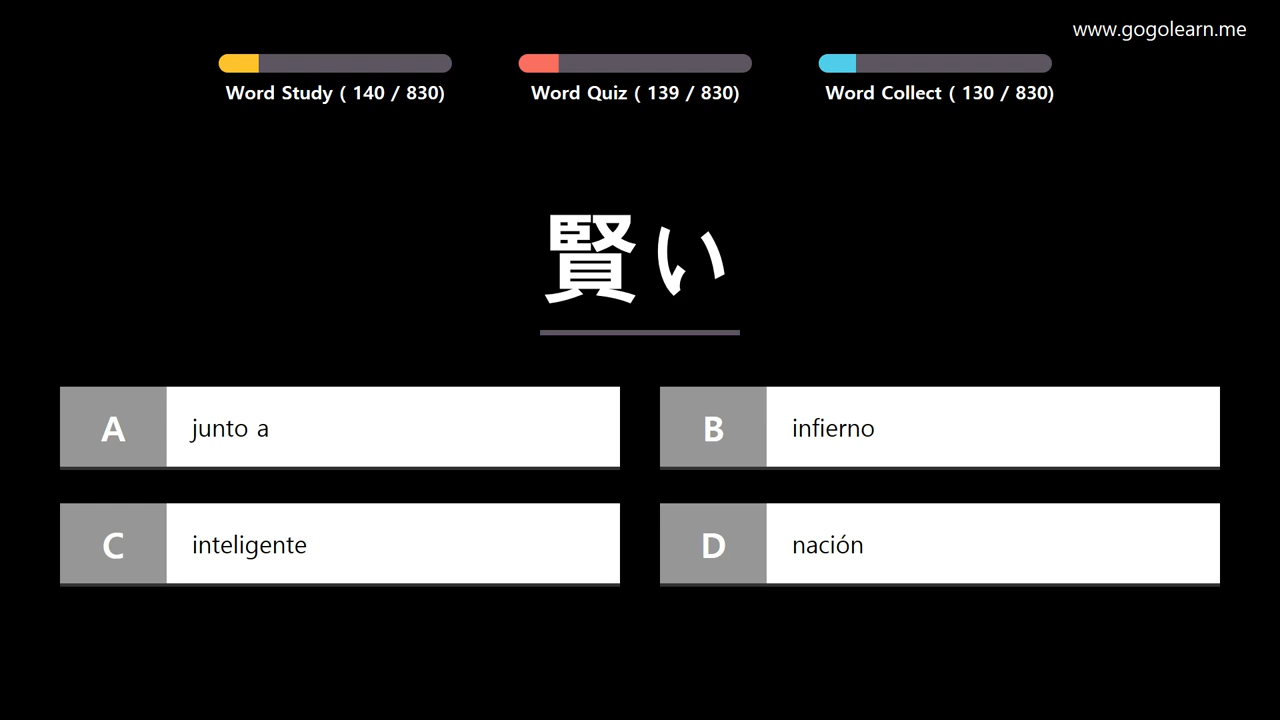 www.gogolearn.me
Word Study ( 140 / 830)
Word Quiz ( 139 / 830)
Word Collect ( 130 / 830)
賢い
A junto a
B infierno
C inteligente
D nación